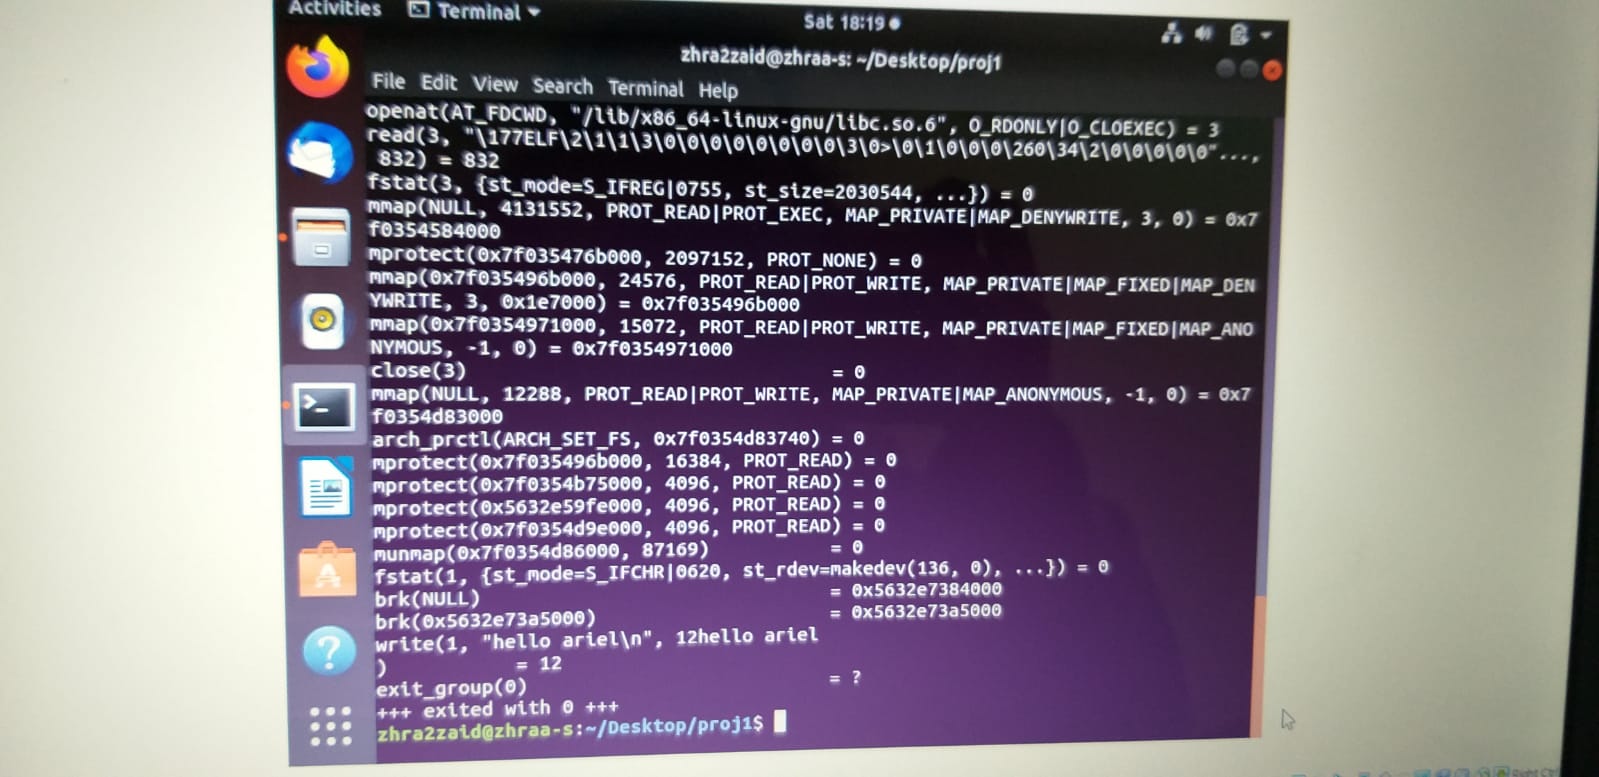 Activities Terminal
Sat 18:19
zhra2zaid@zhraa-s: ~/Desktop/proj1
File Edit View Search Terminal Help
openat(AT_FDCWD, "/lib/x86_64-linux-gnu/libc.so.6", O_RDONLY|O_CLOEXEC) = 3
read(3, "\177ELF\2\1\1\3\0\0\0\0\0\0\0\0\3\0>\0\1\0\0\0\260\34\2\0\0\0\0\0"...,
832) = 832
fstat(3, {st_mode=S_IFREG|0755, st_size=2030544, ...}) = 0
mmap(NULL, 4131552, PROT_READ|PROT_EXEC, MAP_PRIVATE|MAP_DENYWRITE, 3, 0) = 0x7
f0354584000
mprotect(0x7f035476b000, 2097152, PROT_NONE) = 0
mmap(0x7f035496b000, 24576, PROT_READ|PROT_WRITE, MAP_PRIVATE|MAP_FIXED|MAP_DEN
YWRITE, 3, 0x1e7000) = 0x7f035496b000
mmap(0x7f0354971000, 15072, PROT_READ|PROT_WRITE, MAP_PRIVATE|MAP_FIXED|MAP_ANO
NYMOUS, -1, 0) = 0x7f0354971000
close(3) = 0
mmap(NULL, 12288, PROT_READ|PROT_WRITE, MAP_PRIVATE|MAP_ANONYMOUS, -1, 0) = 0x7
f0354d83000
arch_prctl(ARCH_SET_FS, 0x7f0354d83740) = 0
mprotect(0x7f035496b000, 16384, PROT_READ) = 0
mprotect(0x7f0354b75000, 4096, PROT_READ) = 0
mprotect(0x5632e59fe000, 4096, PROT_READ) = 0
mprotect(0x7f0354d9e000, 4096, PROT_READ) = 0
munmap(0x7f0354d86000, 87169) = 0
fstat(1, {st_mode=S_IFCHR|0620, st_rdev=makedev(136, 0), ...}) = 0
brk(NULL) = 0x5632e7384000
brk(0x5632e73a5000) = 0x5632e73a5000
write(1, "hello ariel\n", 12hello ariel
) = 12
exit_group(0) = ?
+++ exited with 0 +++
zhra2zaid@zhraa-s:~/Desktop/proj1$